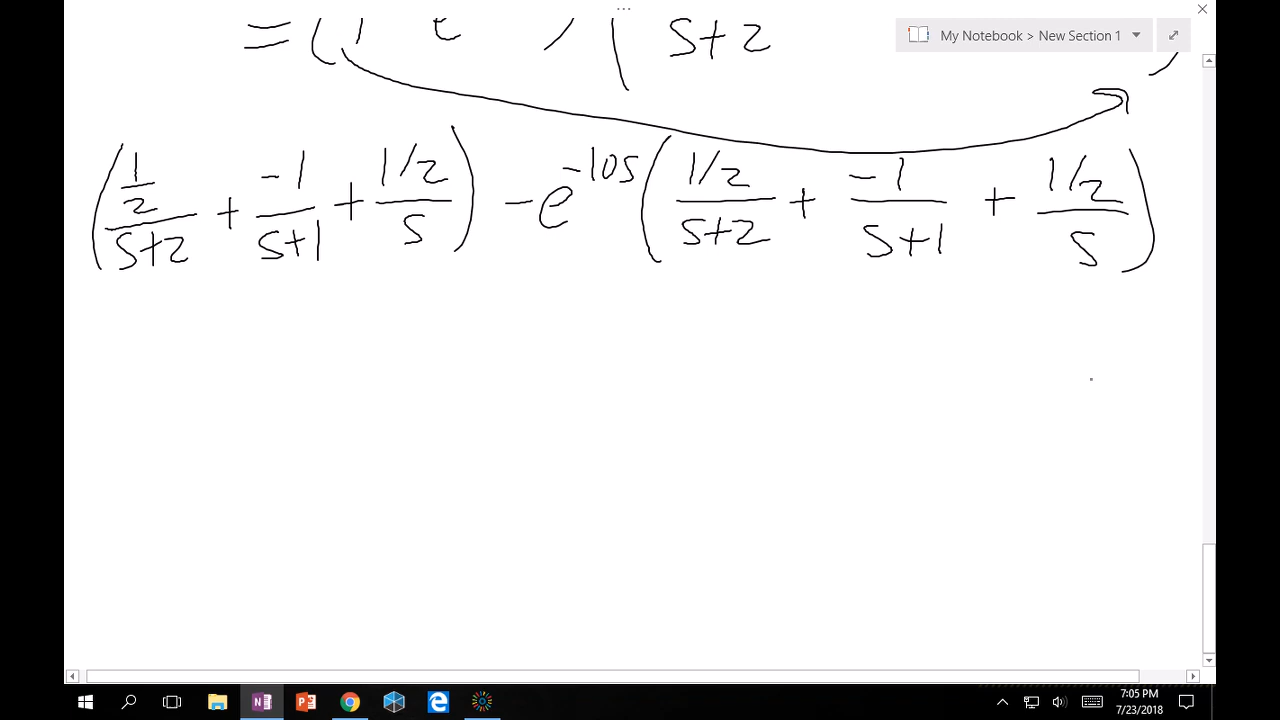 ...
My Notebook > New Section 1
= ( 1 e ) ( s+2 )
( 1/2 / s+2 + -1 / s+1 + 1/2 / s ) - e^-10s ( 1/2 / s+2 + -1 / s+1 + 1/2 / s )
7:05 PM
7/23/2018